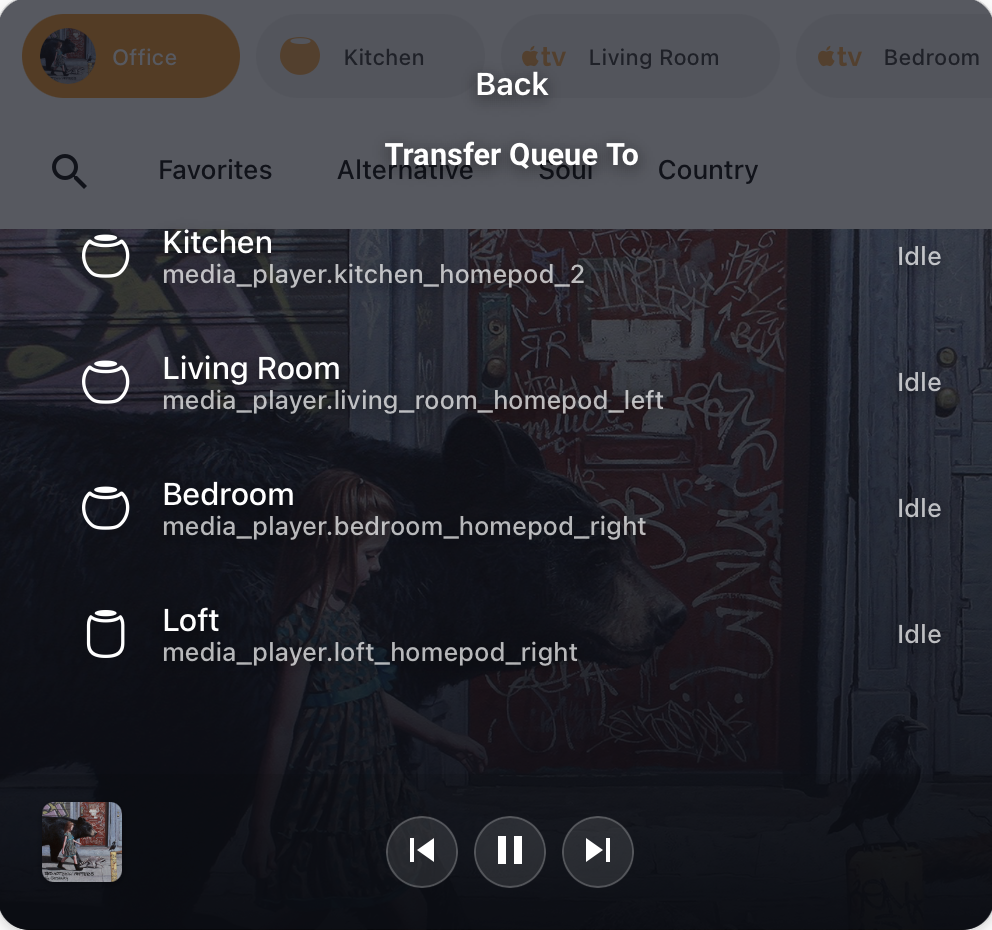 Office
Kitchen
tv
Living Room
tv
Bedroom
Back
Transfer Queue To
Favorites
Alternative
Soul
Country
Kitchen
media_player.kitchen_homepod_2
Idle
Living Room
media_player.living_room_homepod_left
Idle
Bedroom
media_player.bedroom_homepod_right
Idle
Loft
media_player.loft_homepod_right
Idle